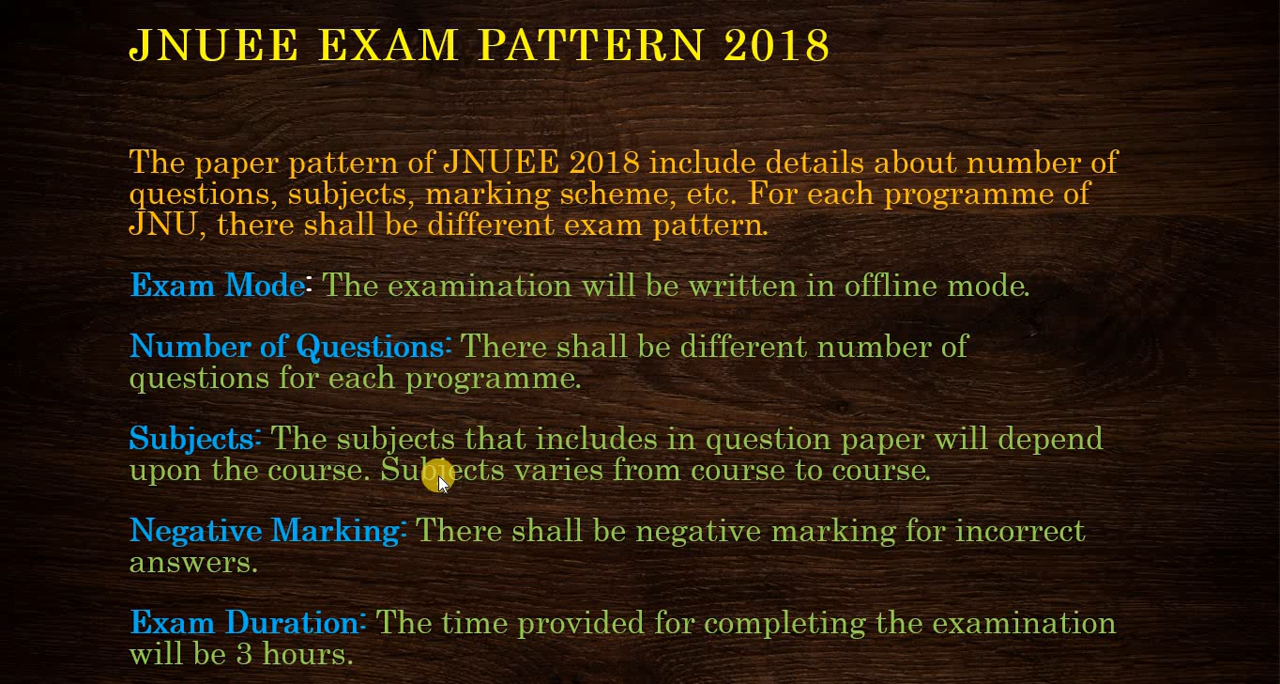 JNUEE EXAM PATTERN 2018
The paper pattern of JNUEE 2018 include details about number of
questions, subjects, marking scheme, etc. For each programme of
JNU, there shall be different exam pattern.
Exam Mode: The examination will be written in offline mode.
Number of Questions: There shall be different number of
questions for each programme.
Subjects: The subjects that includes in question paper will depend
upon the course. Subjects varies from course to course.
Negative Marking: There shall be negative marking for incorrect
answers.
Exam Duration: The time provided for completing the examination
will be 3 hours.